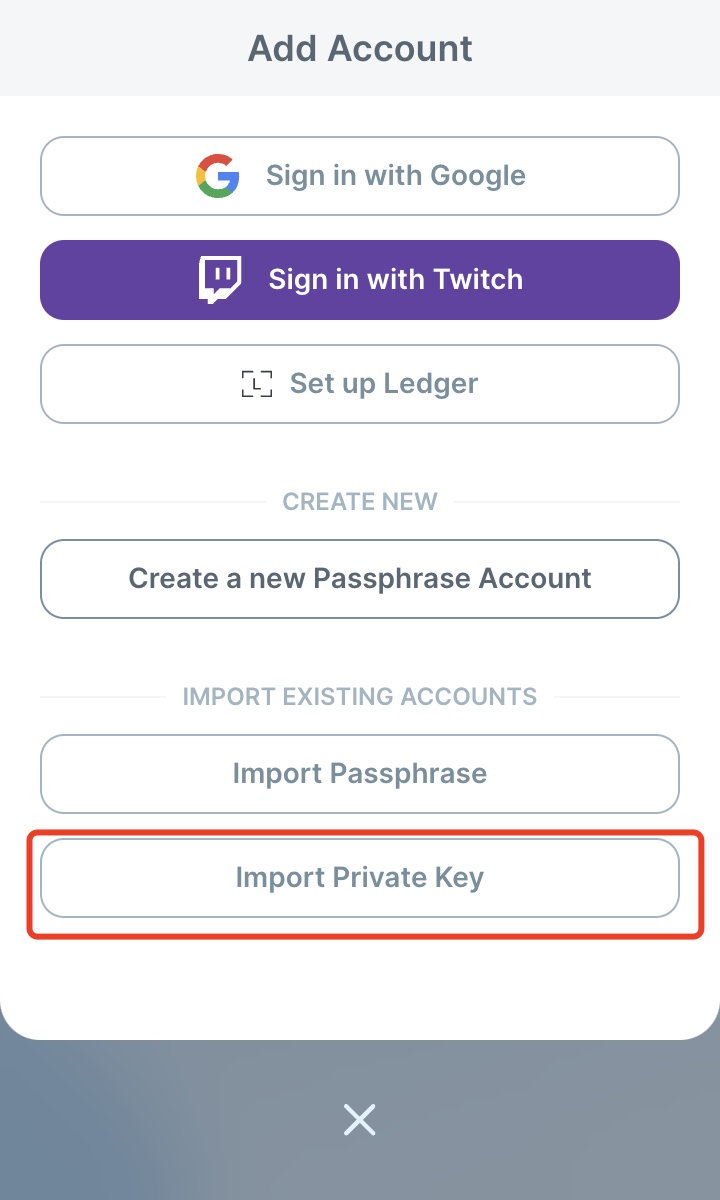 Add Account
Sign in with Google
Sign in with Twitch
Set up Ledger
CREATE NEW
Create a new Passphrase Account
IMPORT EXISTING ACCOUNTS
Import Passphrase
Import Private Key